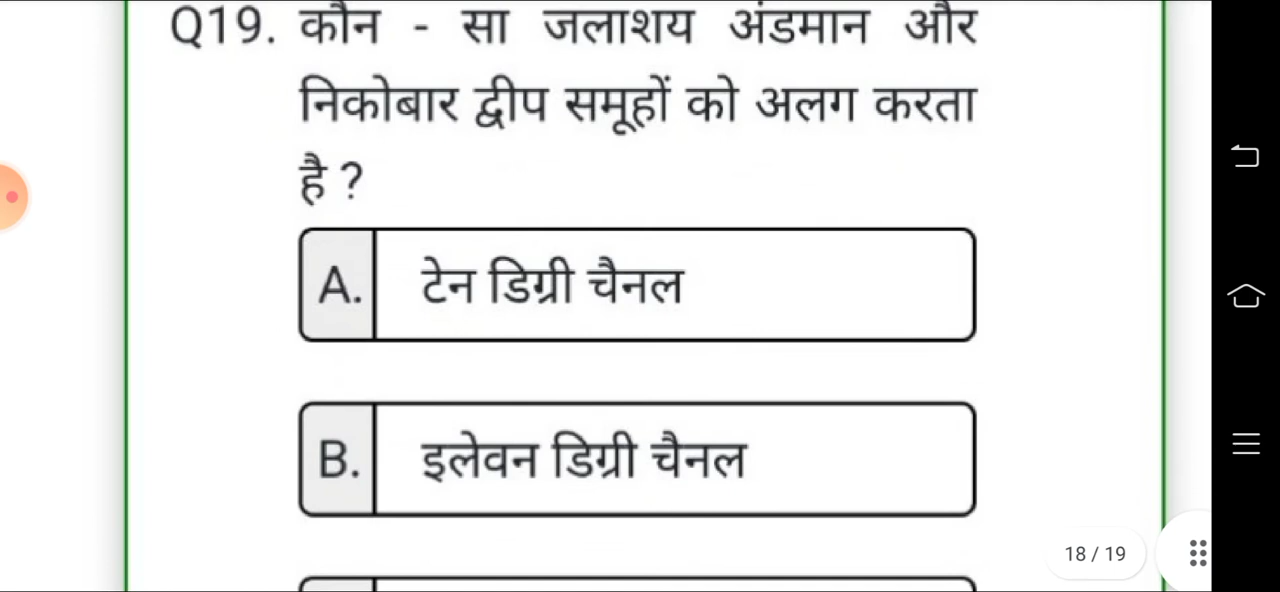 Q19. कौन - सा जलाशय अंडमान और
निकोबार द्वीप समूहों को अलग करता
है ?
A. टेन डिग्री चैनल
B. इलेवन डिग्री चैनल
18 / 19